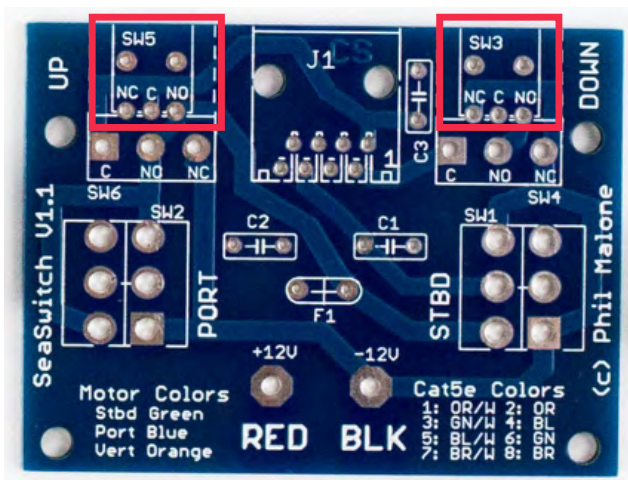 SW5
J1
CS
SW3
UP
NC C NO
C3
NC C NO
DOWN
C NO NC
1
C NO NC
SW6
SW2
SW1
SW4
C2
C1
PORT
F1
STBD
SeaSwitch V1.1
(c) Phil Malone
+12V
-12V
RED
BLK
Motor Colors
Stbd Green
Port Blue
Vert Orange
Cat5e Colors
1: OR/W 2: OR
3: GN/W 4: BL
5: BL/W 6: GN
7: BR/W 8: BR